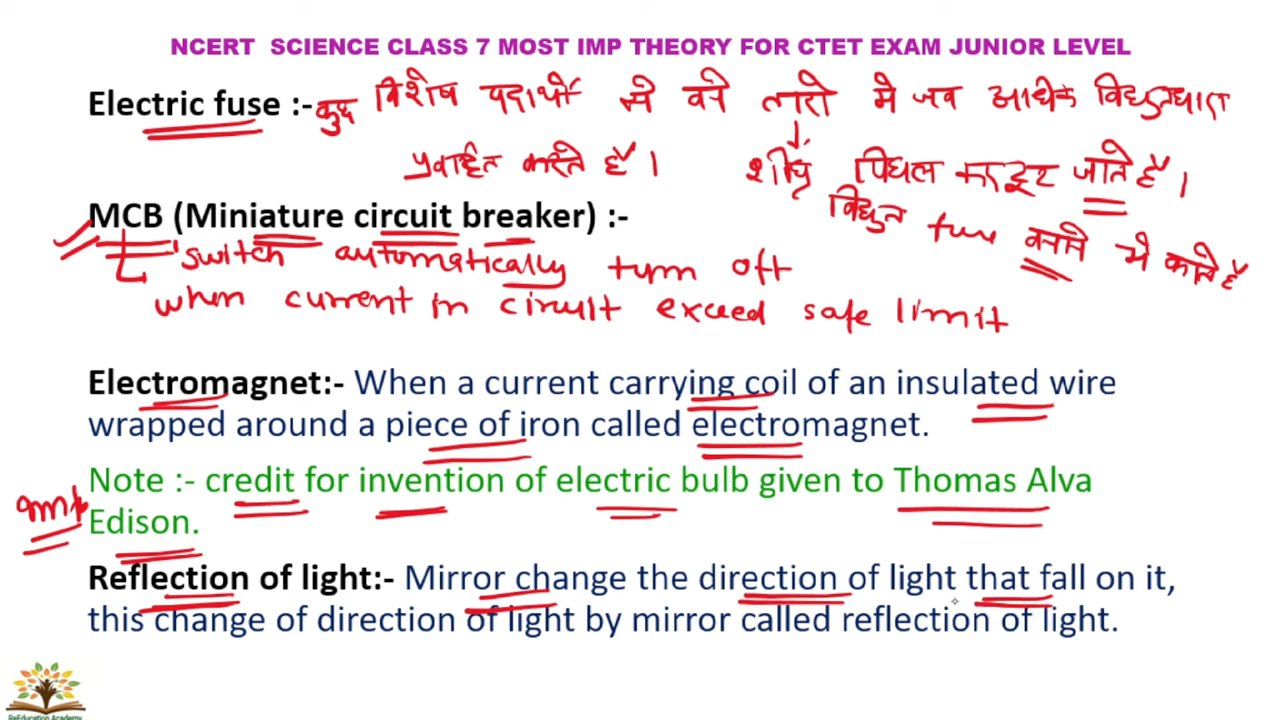 NCERT SCIENCE CLASS 7 MOST IMP THEORY FOR CTET EXAM JUNIOR LEVEL
Electric fuse :- कुछ विशेष पदार्थो से बने तारो मे जब अधिक विद्युतधारा
प्रवाहित करते हैं । शीघ्र पिघल कर टूट जाते हैं ।
विद्युत fuse बनाने मे काते हैं
MCB (Miniature circuit breaker) :-
switch automatically turn off
when current in circuit exceed safe limit
Electromagnet:- When a current carrying coil of an insulated wire
wrapped around a piece of iron called electromagnet.
Note :- credit for invention of electric bulb given to Thomas Alva
Imp Edison.
Reflection of light:- Mirror change the direction of light that fall on it,
this change of direction of light by mirror called reflection of light.
ReEducation Academy